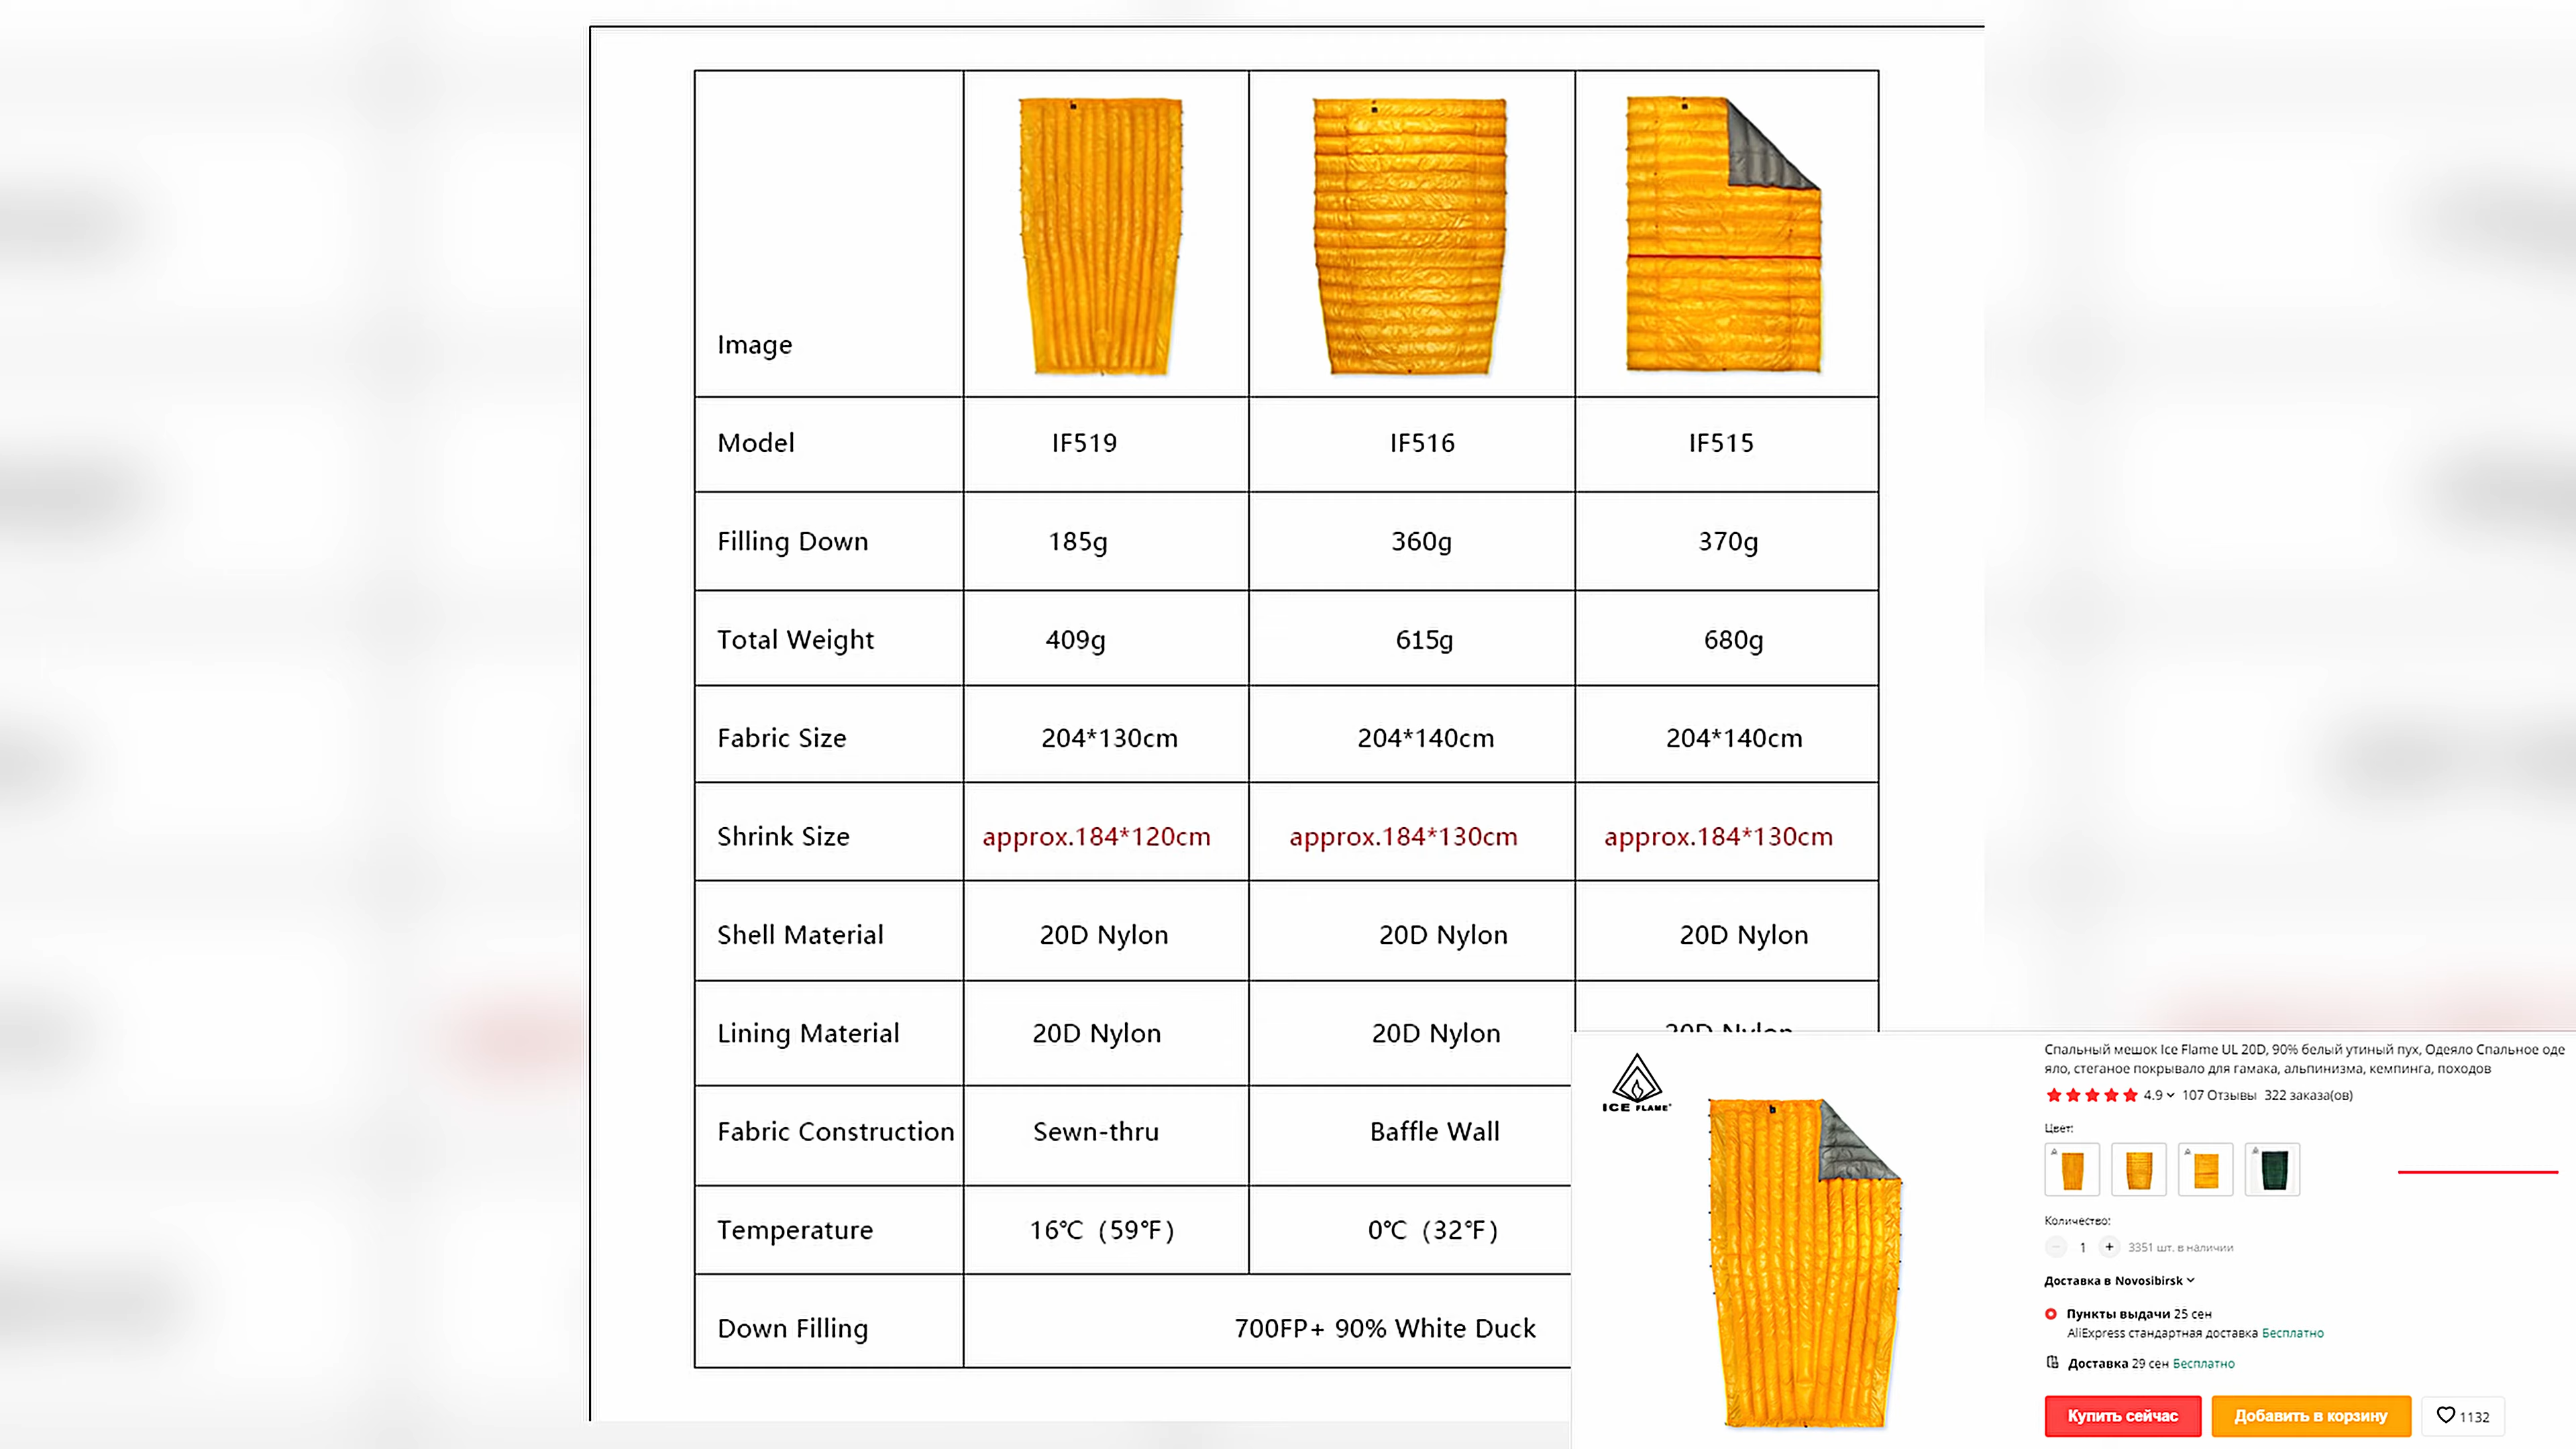 Image
Model IF519 IF516 IF515
Filling Down 185g 360g 370g
Total Weight 409g 615g 680g
Fabric Size 204*130cm 204*140cm 204*140cm
Shrink Size approx.184*120cm approx.184*130cm approx.184*130cm
Shell Material 20D Nylon 20D Nylon 20D Nylon
Lining Material 20D Nylon 20D Nylon 20D Nylon
Fabric Construction Sewn-thru Baffle Wall
Temperature 16℃ (59℉) 0℃ (32℉)
Down Filling 700FP+ 90% White Duck
ICE FLAME
Спальный мешок Ice Flame UL 20D, 90% белый утиный пух, Одеяло Спальное оде
яло, стеганое покрывало для гамака, альпинизма, кемпинга, походов
4.9 107 Отзывы 322 заказа(ов)
Цвет:
Количество:
− 1 + 3351 шт. в наличии
Доставка в Novosibirsk
Пункты выдачи 25 сен
AliExpress стандартная доставка Бесплатно
Доставка 29 сен Бесплатно
Купить сейчас Добавить в корзину 1132